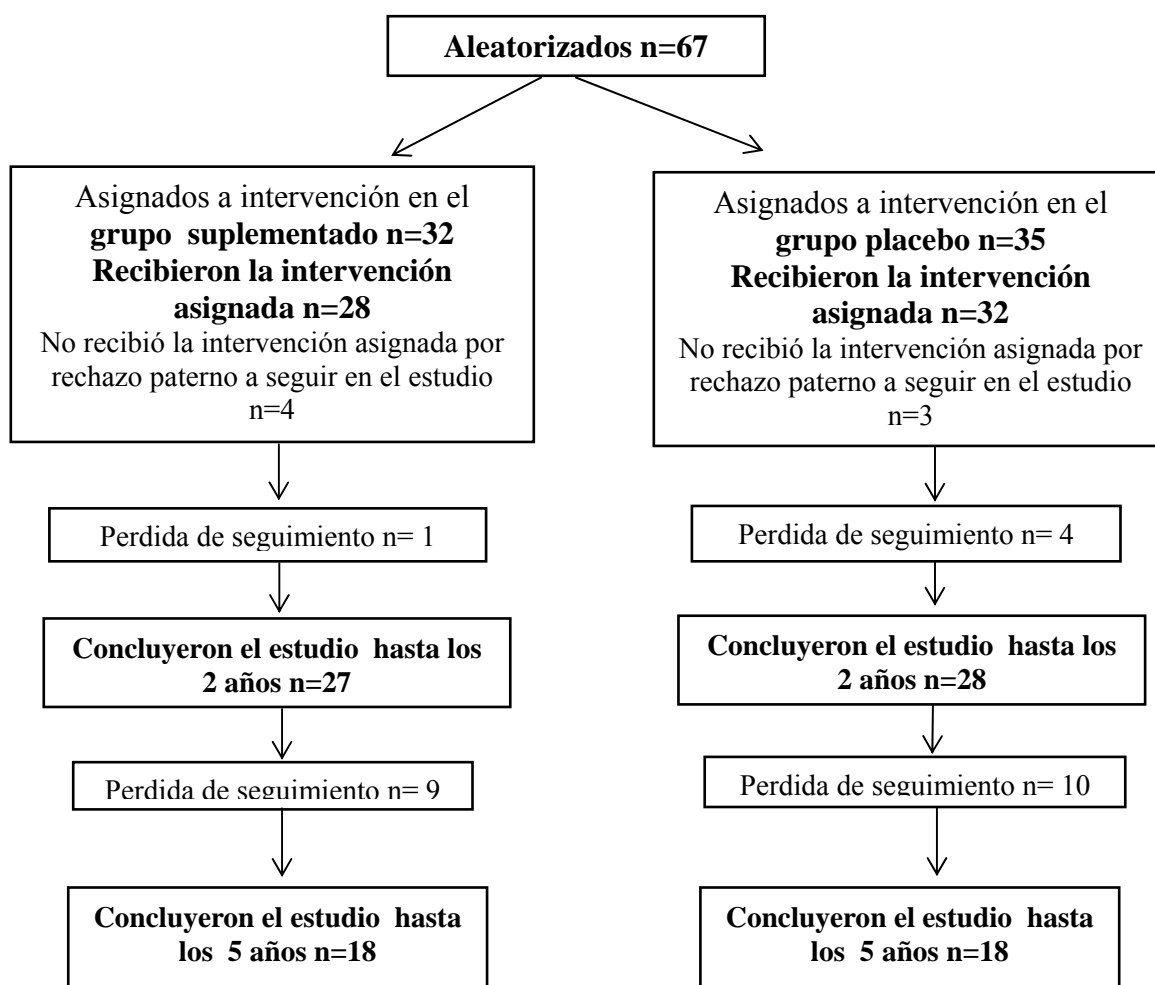 Aleatorizados n=67
Asignados a intervención en el
grupo suplementado n=32
Recibieron la intervención
asignada n=28
No recibió la intervención asignada por
rechazo paterno a seguir en el estudio
n=4
Asignados a intervención en el
grupo placebo n=35
Recibieron la intervención
asignada n=32
No recibió la intervención asignada por
rechazo paterno a seguir en el estudio
n=3
Perdida de seguimiento n= 1
Perdida de seguimiento n= 4
Concluyeron el estudio hasta los
2 años n=27
Concluyeron el estudio hasta los
2 años n=28
Perdida de seguimiento n= 9
Perdida de seguimiento n= 10
Concluyeron el estudio hasta
los 5 años n=18
Concluyeron el estudio hasta
los 5 años n=18